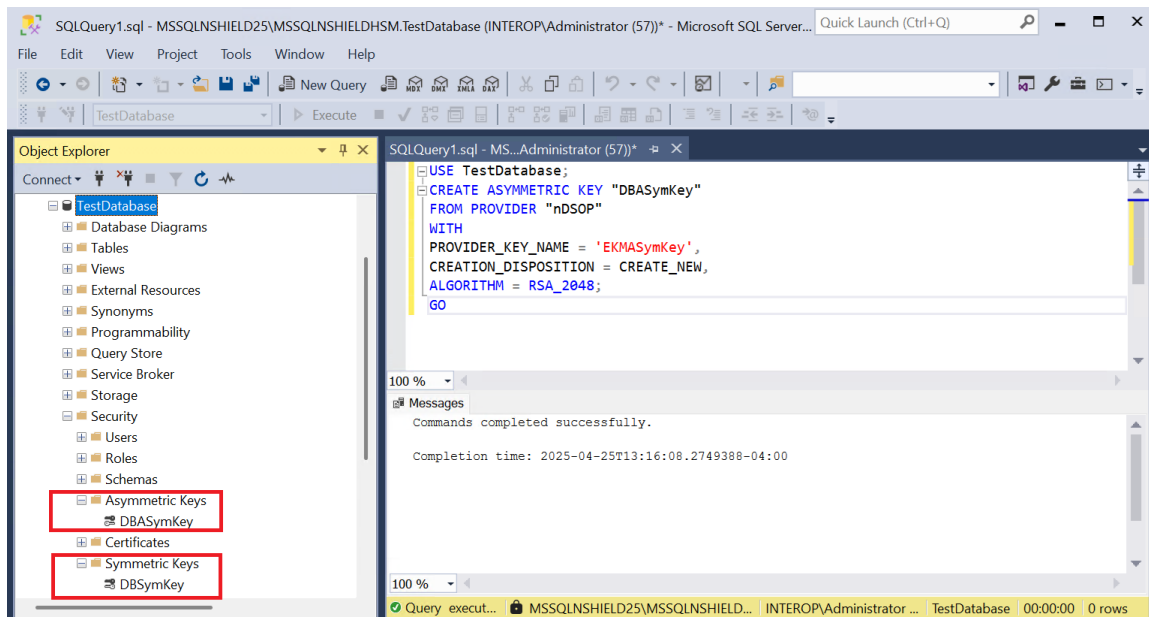 SQLQuery1.sql - MSSQLNSHIELD25\MSSQLNSHIELDHSM.TestDatabase (INTEROP\Administrator (57))* - Microsoft SQL Server...
Quick Launch (Ctrl+Q)
File Edit View Project Tools Window Help
New Query MDX DMX XMLA DAX
TestDatabase Execute
Object Explorer
Connect
TestDatabase
Database Diagrams
Tables
Views
External Resources
Synonyms
Programmability
Query Store
Service Broker
Storage
Security
Users
Roles
Schemas
Asymmetric Keys
DBASymKey
Certificates
Symmetric Keys
DBSymKey
SQLQuery1.sql - MS...Administrator (57))*
USE TestDatabase;
CREATE ASYMMETRIC KEY "DBASymKey"
FROM PROVIDER "nDSOP"
WITH
PROVIDER_KEY_NAME = 'EKMASymKey',
CREATION_DISPOSITION = CREATE_NEW,
ALGORITHM = RSA_2048;
GO
100 %
Messages
Commands completed successfully.
Completion time: 2025-04-25T13:16:08.2749388-04:00
100 %
Query execut... MSSQLNSHIELD25\MSSQLNSHIELD... INTEROP\Administrator ... TestDatabase 00:00:00 0 rows